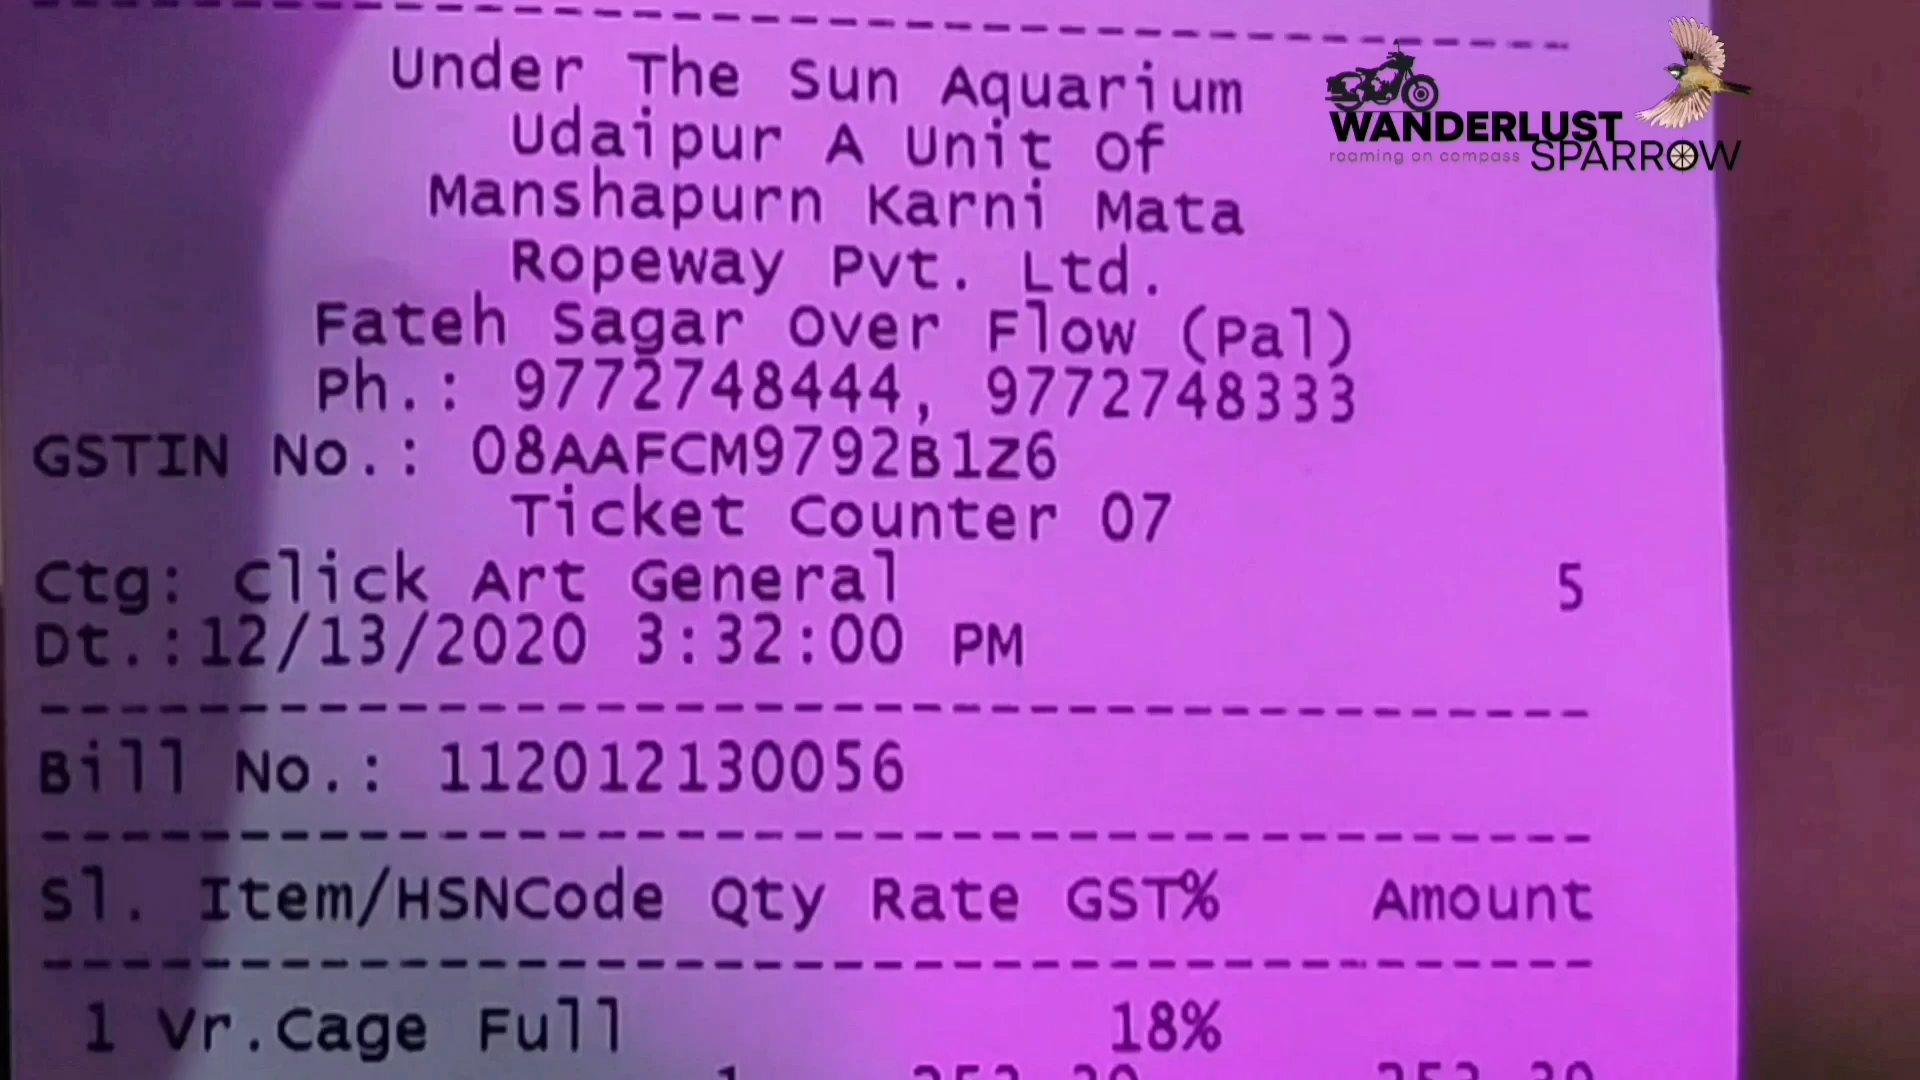 Under The Sun Aquarium
Udaipur A Unit of
Manshapurn Karni Mata
Ropeway Pvt. Ltd.
Fateh Sagar Over Flow (Pal)
Ph.: 9772748444, 9772748333
GSTIN No.: 08AAFCM9792B1Z6
Ticket Counter 07
Ctg: Click Art General 5
Dt.:12/13/2020 3:32:00 PM
Bill No.: 112012130056
Sl. Item/HSNCode Qty Rate GST% Amount
1 Vr.Cage Full 18%
WANDERLUST
roaming on compass SPARROW